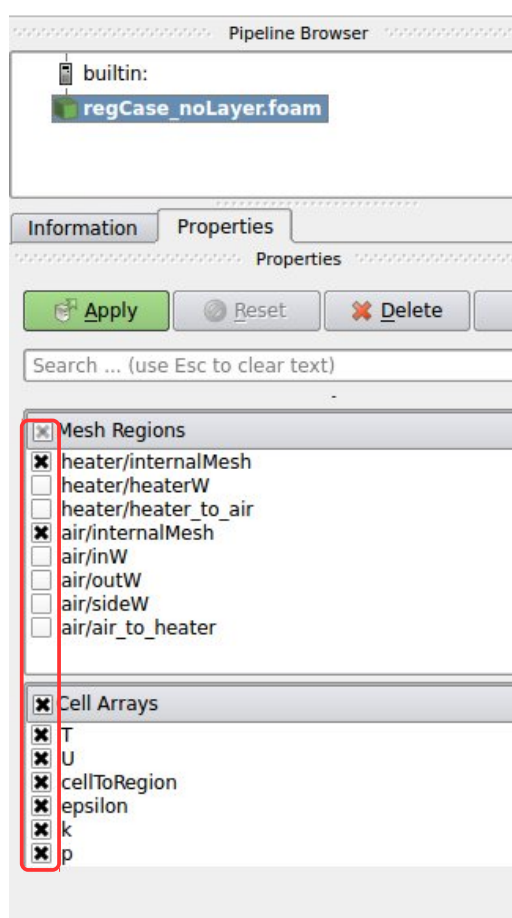 Pipeline Browser
builtin:
regCase_noLayer.foam
Information Properties
Properties
Apply Reset Delete
Search ... (use Esc to clear text)
Mesh Regions
heater/internalMesh
heater/heaterW
heater/heater_to_air
air/internalMesh
air/inW
air/outW
air/sideW
air/air_to_heater
Cell Arrays
T
U
cellToRegion
epsilon
k
p